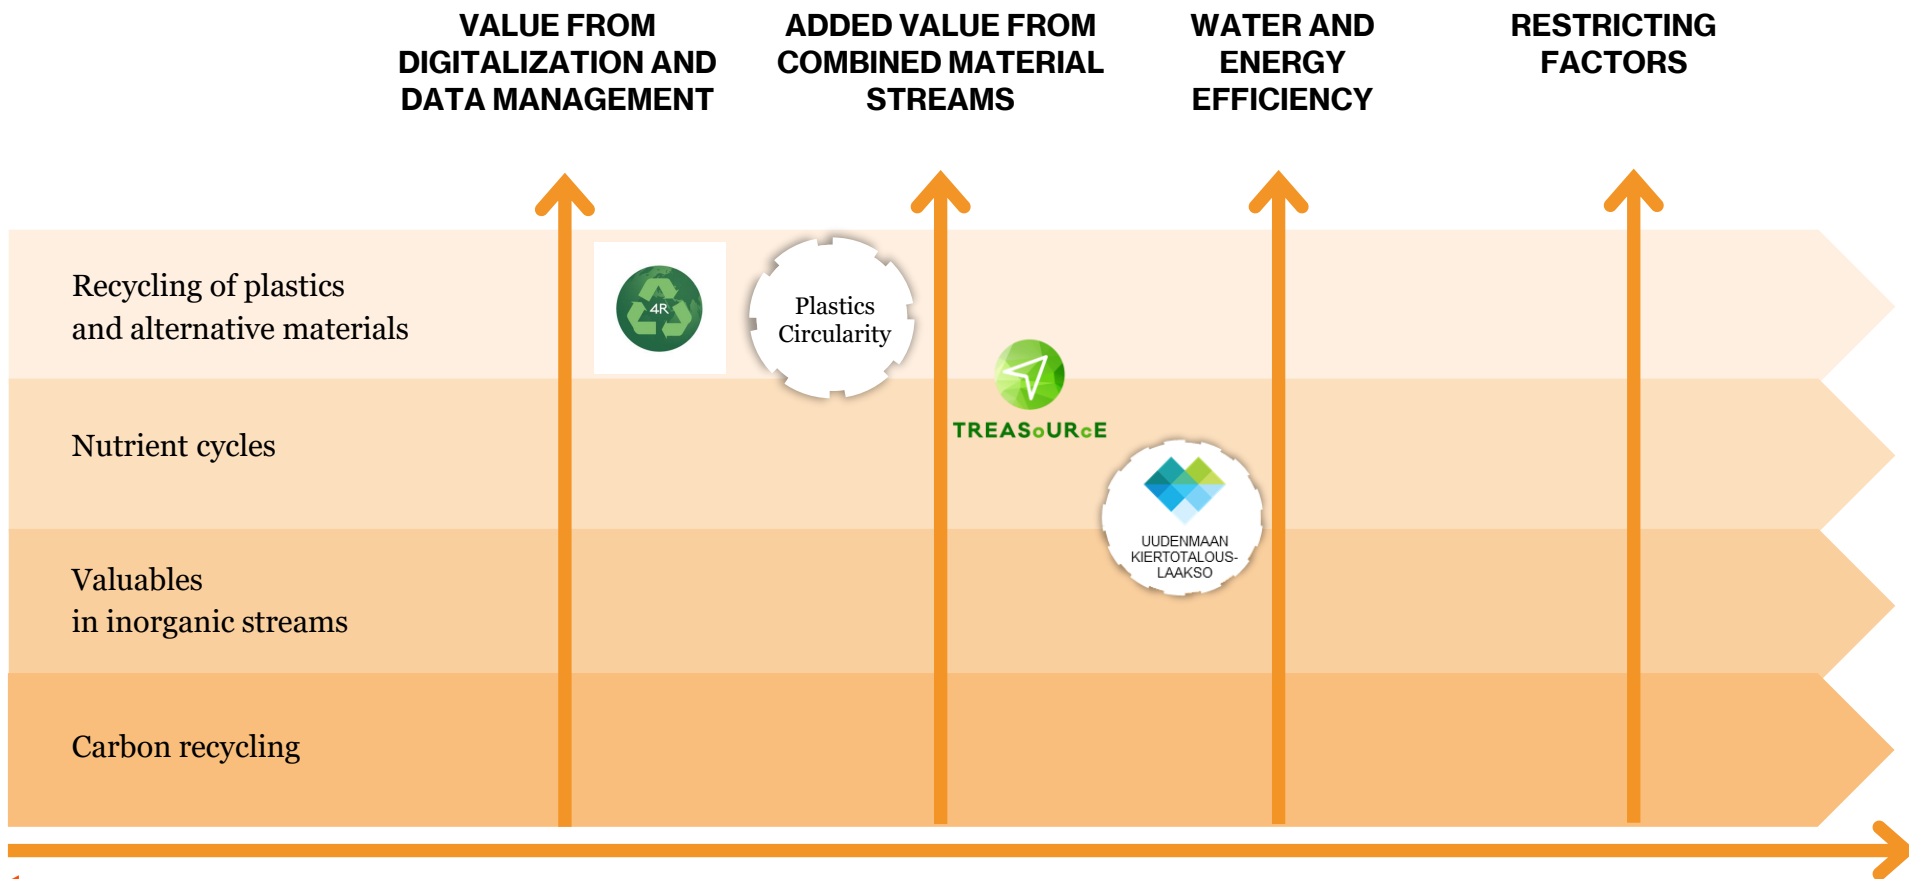 VALUE FROM
DIGITALIZATION AND
DATA MANAGEMENT
ADDED VALUE FROM
COMBINED MATERIAL
STREAMS
WATER AND
ENERGY
EFFICIENCY
RESTRICTING
FACTORS
Recycling of plastics
and alternative materials
4R
Plastics
Circularity
TREASoURcE
Nutrient cycles
UUDENMAAN
KIERTOTALOUS-
LAAKSO
Valuables
in inorganic streams
Carbon recycling